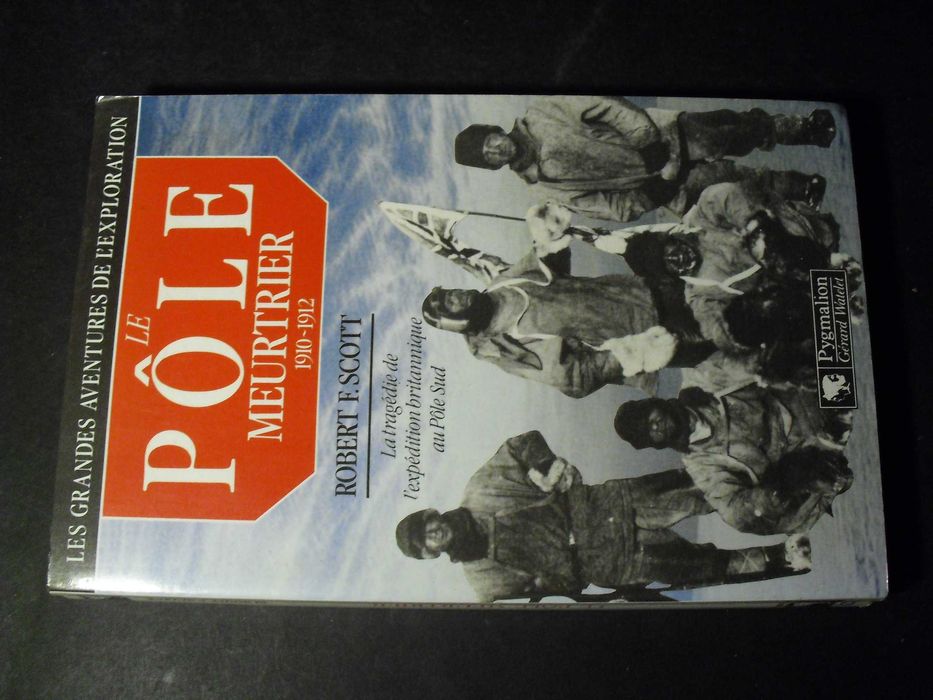 LES GRANDES AVENTURES DE L'EXPLORATION
LE
PÔLE
MEURTRIER
1910~1912
ROBERT F. SCOTT
La tragédie de
l'expédition britannique
au Pôle Sud
Pygmalion
Gérard Watelet